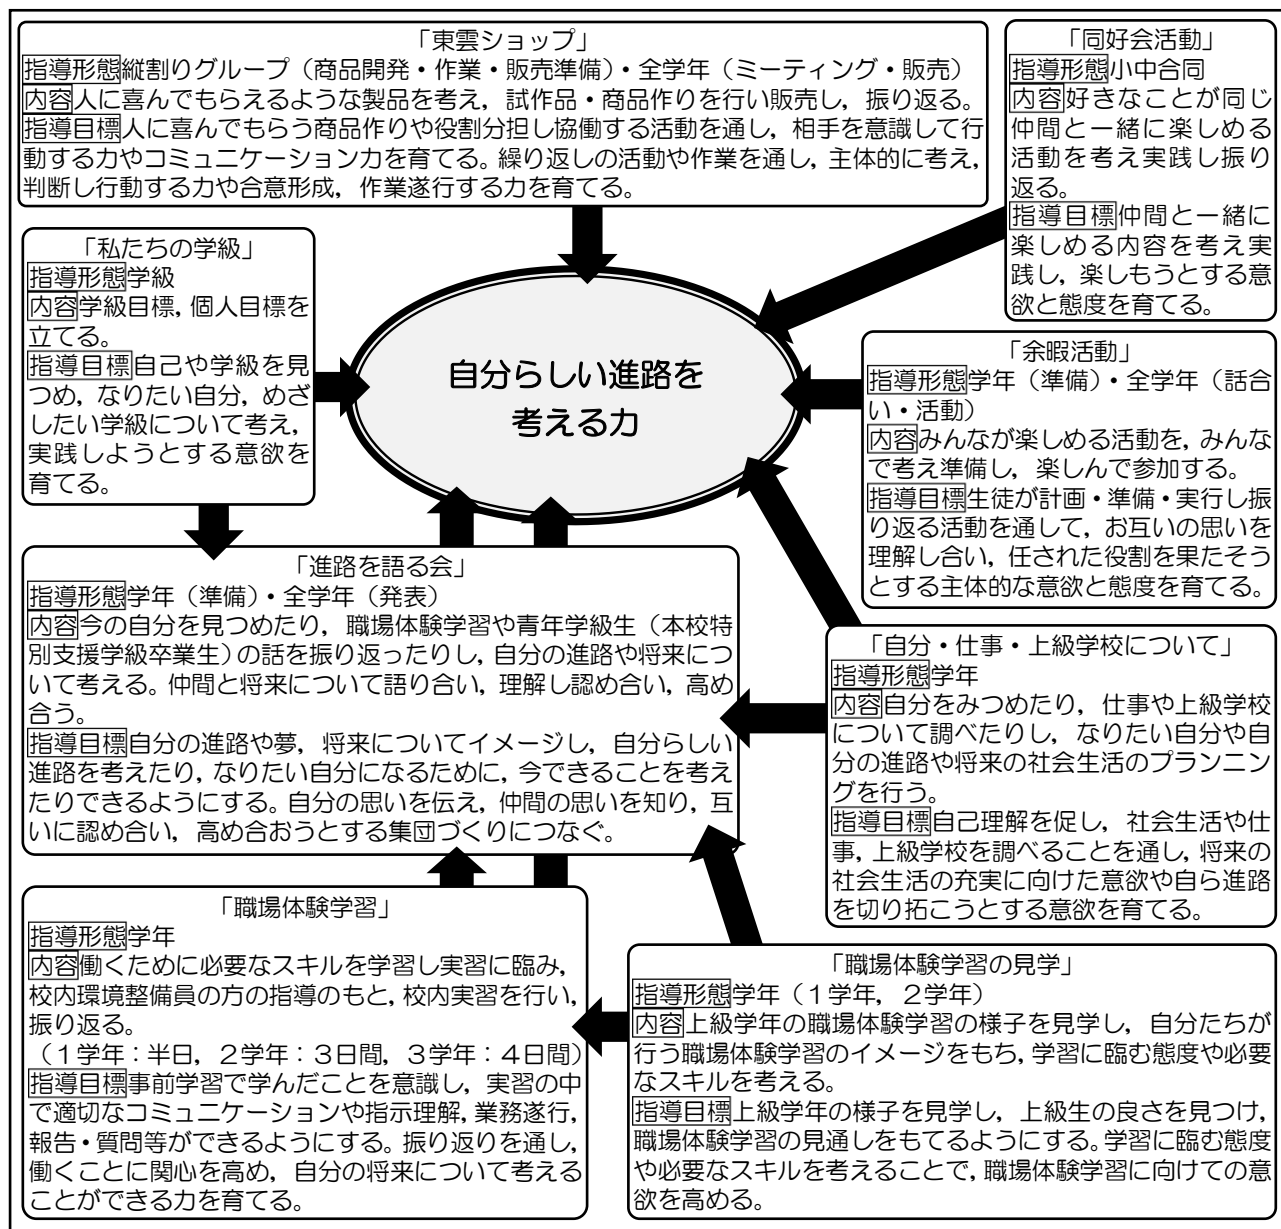 「東雲ショップ」
指導形態縦割りグループ（商品開発・作業・販売準備）・全学年（ミーティング・販売）
内容人に喜んでもらえるような製品を考え，試作品・商品作りを行い販売し，振り返る。
指導目標人に喜んでもらう商品作りや役割分担し協働する活動を通し，相手を意識して行
動する力やコミュニケーション力を育てる。繰り返しの活動や作業を通し，主体的に考え，
判断し行動する力や合意形成，作業遂行する力を育てる。
「同好会活動」
指導形態小中合同
内容好きなことが同じ
仲間と一緒に楽しめる
活動を考え実践し振り
返る。
指導目標仲間と一緒に
楽しめる内容を考え実
践し，楽しもうとする意
欲と態度を育てる。
「私たちの学級」
指導形態学級
内容学級目標，個人目標を
立てる。
指導目標自己や学級を見
つめ，なりたい自分，めざ
したい学級について考え，
実践しようとする意欲を
育てる。
自分らしい進路を
考える力
「余暇活動」
指導形態学年（準備）・全学年（話合
い・活動）
内容みんなが楽しめる活動を，みんな
で考え準備し，楽しんで参加する。
指導目標生徒が計画・準備・実行し振
り返る活動を通して，お互いの思いを
理解し合い，任された役割を果たそう
とする主体的な意欲と態度を育てる。
「進路を語る会」
指導形態学年（準備）・全学年（発表）
内容今の自分を見つめたり，職場体験学習や青年学級生（本校特
別支援学級卒業生）の話を振り返ったりし，自分の進路や将来につ
いて考える。仲間と将来について語り合い，理解し認め合い，高め
合う。
指導目標自分の進路や夢，将来についてイメージし，自分らしい
進路を考えたり，なりたい自分になるために，今できることを考え
たりできるようにする。自分の思いを伝え，仲間の思いを知り，互
いに認め合い，高め合おうとする集団づくりにつなぐ。
「自分・仕事・上級学校について」
指導形態学年
内容自分をみつめたり，仕事や上級学校
について調べたりし，なりたい自分や自
分の進路や将来の社会生活のプランニン
グを行う。
指導目標自己理解を促し，社会生活や仕
事，上級学校を調べることを通し，将来の
社会生活の充実に向けた意欲や自ら進路
を切り拓こうとする意欲を育てる。
「職場体験学習」
指導形態学年
内容働くために必要なスキルを学習し実習に臨み，
校内環境整備員の方の指導のもと，校内実習を行い，
振り返る。
（１学年：半日，２学年：３日間，３学年：４日間）
指導目標事前学習で学んだことを意識し，実習の中
で適切なコミュニケーションや指示理解，業務遂行，
報告・質問等ができるようにする。振り返りを通し，
働くことに関心を高め，自分の将来について考える
ことができる力を育てる。
「職場体験学習の見学」
指導形態学年（１学年，２学年）
内容上級学年の職場体験学習の様子を見学し，自分たちが
行う職場体験学習のイメージをもち，学習に臨む態度や必要
なスキルを考える。
指導目標上級学年の様子を見学し，上級生の良さを見つけ，
職場体験学習の見通しをもてるようにする。学習に臨む態度
や必要なスキルを考えることで，職場体験学習に向けての意
欲を高める。